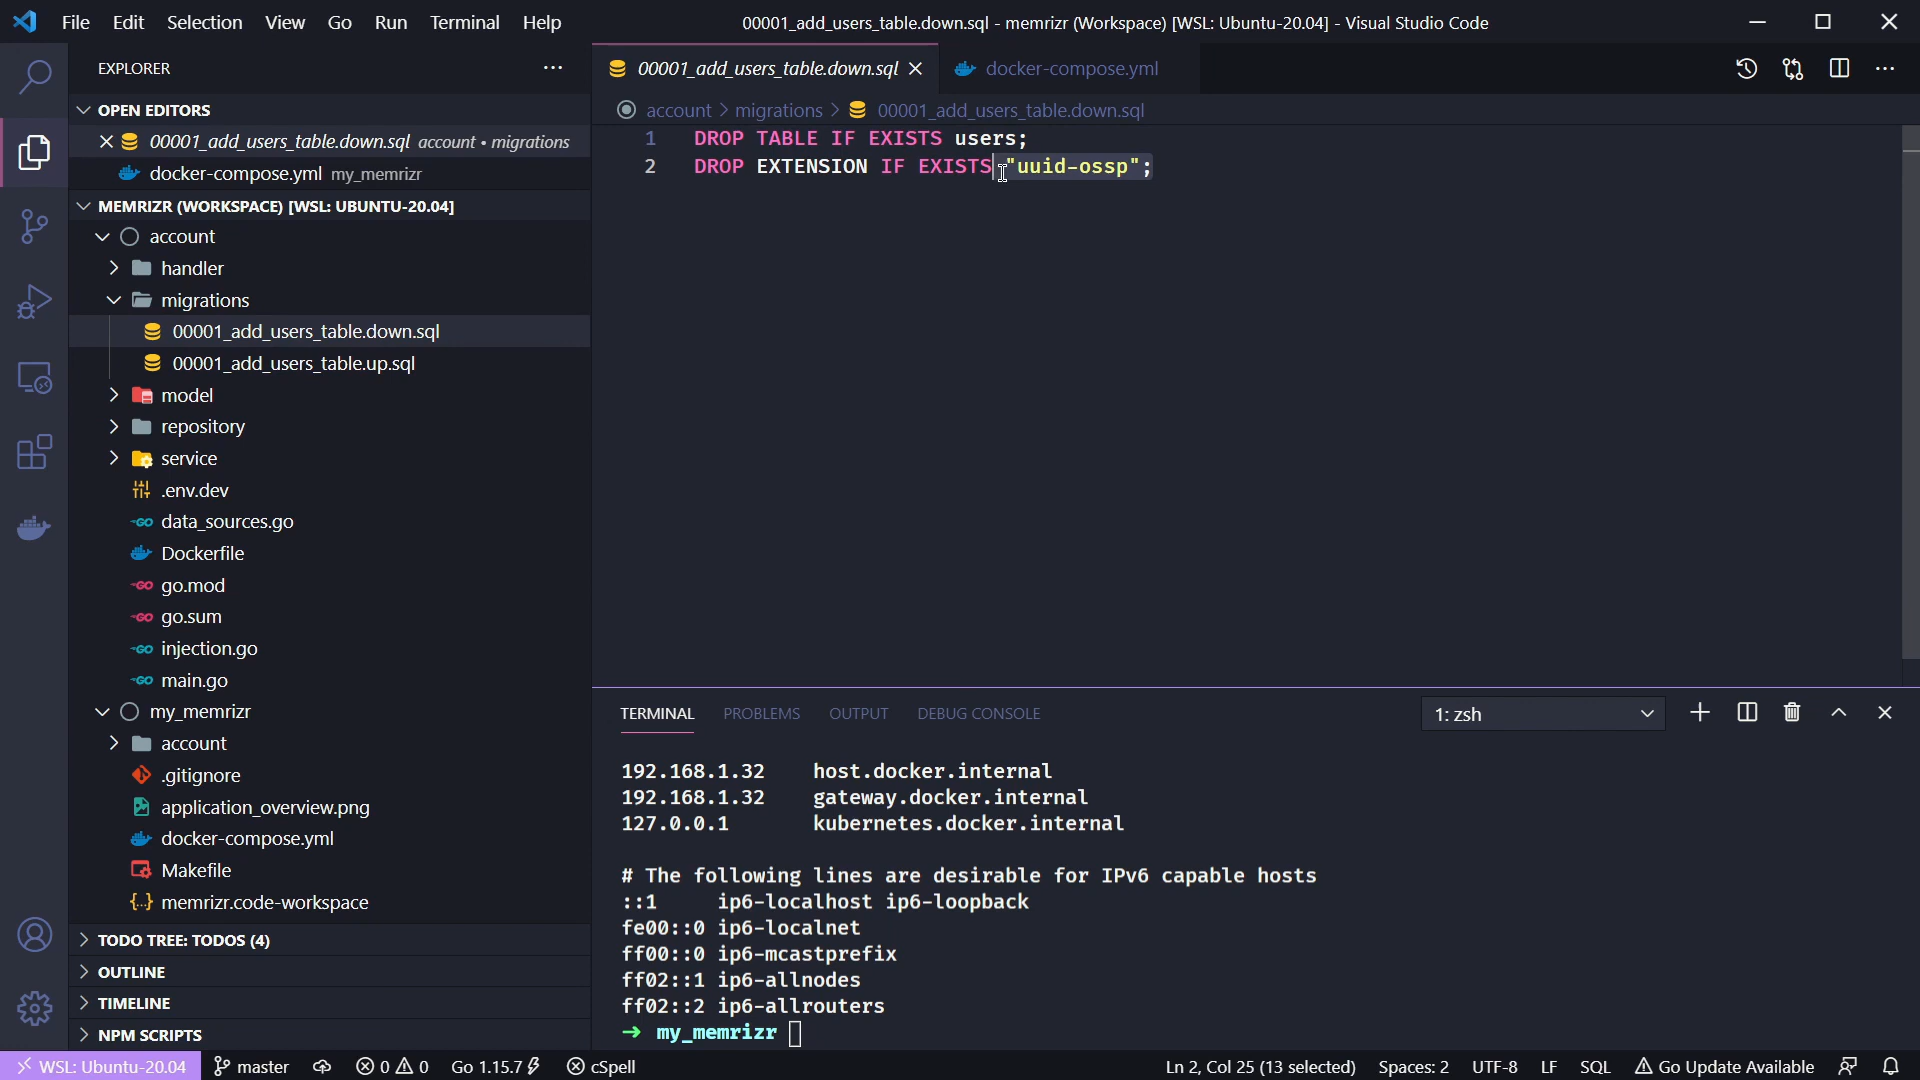 File Edit Selection View Go Run Terminal Help
00001_add_users_table.down.sql - memrizr (Workspace) [WSL: Ubuntu-20.04] - Visual Studio Code
EXPLORER
OPEN EDITORS
00001_add_users_table.down.sql account • migrations
docker-compose.yml my_memrizr
MEMRIZR (WORKSPACE) [WSL: UBUNTU-20.04]
account
handler
migrations
00001_add_users_table.down.sql
00001_add_users_table.up.sql
model
repository
service
.env.dev
data_sources.go
Dockerfile
go.mod
go.sum
injection.go
main.go
my_memrizr
account
.gitignore
application_overview.png
docker-compose.yml
Makefile
memrizr.code-workspace
TODO TREE: TODOS (4)
OUTLINE
TIMELINE
NPM SCRIPTS
00001_add_users_table.down.sql docker-compose.yml
account > migrations > 00001_add_users_table.down.sql
1 DROP TABLE IF EXISTS users;
2 DROP EXTENSION IF EXISTS "uuid-ossp";
TERMINAL PROBLEMS OUTPUT DEBUG CONSOLE 1: zsh
192.168.1.32 host.docker.internal
192.168.1.32 gateway.docker.internal
127.0.0.1 kubernetes.docker.internal
# The following lines are desirable for IPv6 capable hosts
::1 ip6-localhost ip6-loopback
fe00::0 ip6-localnet
ff00::0 ip6-mcastprefix
ff02::1 ip6-allnodes
ff02::2 ip6-allrouters
→ my_memrizr
WSL: Ubuntu-20.04 master 0 0 Go 1.15.7 cSpell Ln 2, Col 25 (13 selected) Spaces: 2 UTF-8 LF SQL Go Update Available